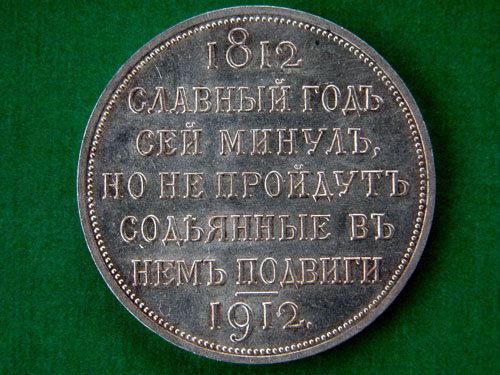 1812
СЛАВНЫЙ ГОДЪ
СЕЙ МИНУЛЪ,
НО НЕ ПРОЙДУТЪ
СОДѢЯННЫЕ ВЪ
НЕМЪ ПОДВИГИ
1912.